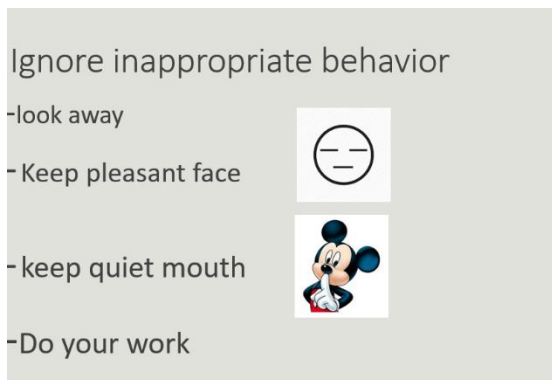 Ignore inappropriate behavior
-look away
- Keep pleasant face
- keep quiet mouth
-Do your work